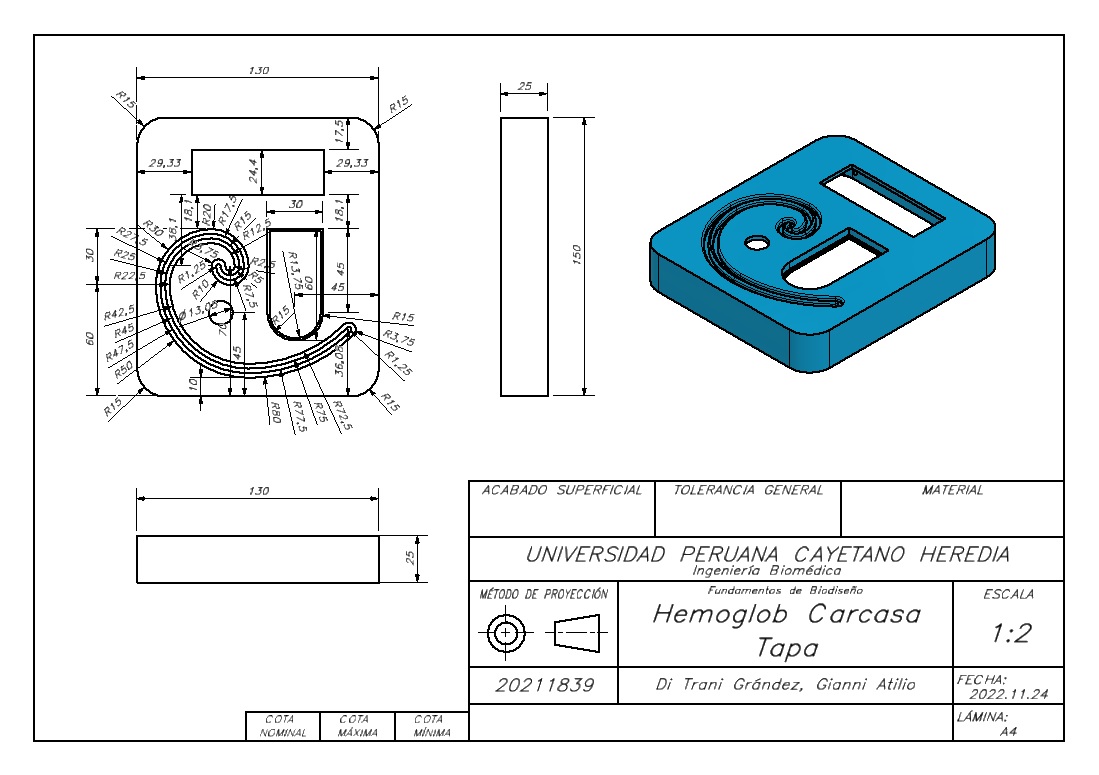 130
R15
R15
17,5
29,33
29,33
24,4
18,1
38,1
R20
R17,5
R15
R12,5
30
18,1
R30
R27,5
R25
R22,5
30
R1,25
R10
R7,5
R13,75
60
45
45
R15
R15
R42,5
R45
R47,5
R50
Ø13,05
70
45
60
10
36,08
R3,75
R1,25
R15
R15
R80
R77,5
R75
R72,5
25
150
130
25
ACABADO SUPERFICIAL
TOLERANCIA GENERAL
MATERIAL
UNIVERSIDAD PERUANA CAYETANO HEREDIA
Ingeniería Biomédica
MÉTODO DE PROYECCIÓN
Fundamentos de Biodiseño
Hemoglob Carcasa
Tapa
ESCALA
1:2
20211839
Di Trani Grández, Gianni Atilio
FECHA:
2022.11.24
LÁMINA:
A4
COTA
NOMINAL
COTA
MÁXIMA
COTA
MÍNIMA